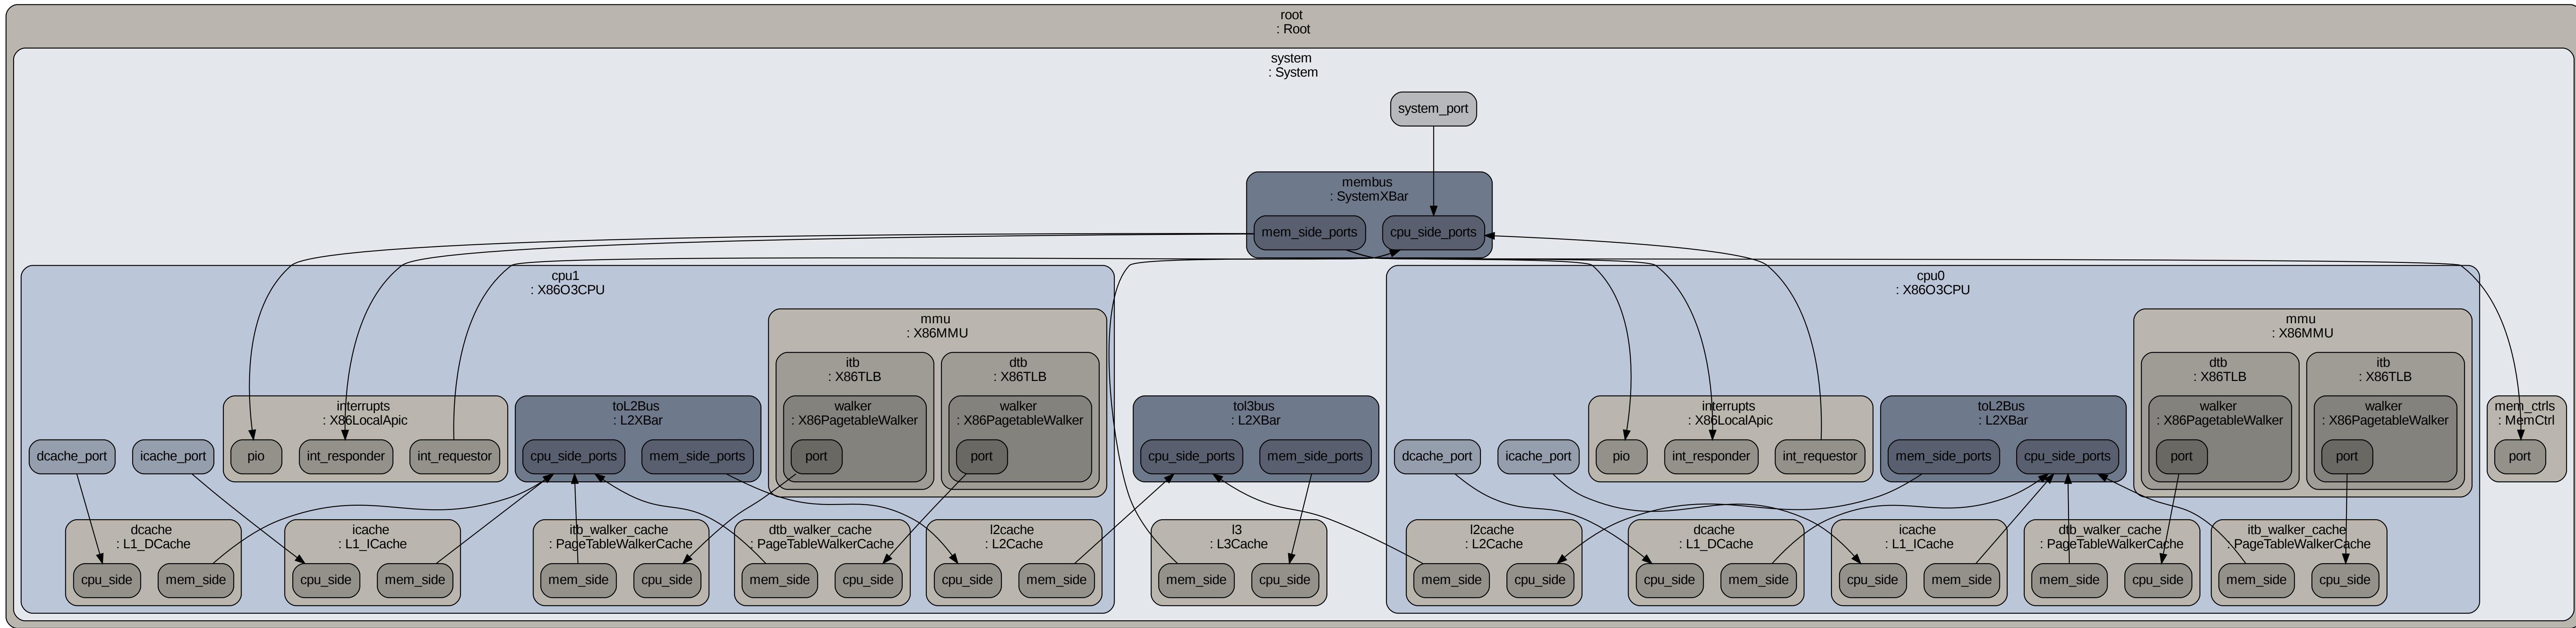 root
: Root
system
: System
system_port
membus
: SystemXBar
mem_side_ports
cpu_side_ports
cpu1
: X86O3CPU
mmu
: X86MMU
itb
: X86TLB
dtb
: X86TLB
walker
: X86PagetableWalker
walker
: X86PagetableWalker
port
port
interrupts
: X86LocalApic
pio
int_responder
int_requestor
toL2Bus
: L2XBar
cpu_side_ports
mem_side_ports
dcache_port
icache_port
dcache
: L1_DCache
cpu_side
mem_side
icache
: L1_ICache
cpu_side
mem_side
itb_walker_cache
: PageTableWalkerCache
mem_side
cpu_side
dtb_walker_cache
: PageTableWalkerCache
mem_side
cpu_side
l2cache
: L2Cache
cpu_side
mem_side
tol3bus
: L2XBar
cpu_side_ports
mem_side_ports
l3
: L3Cache
mem_side
cpu_side
cpu0
: X86O3CPU
mmu
: X86MMU
dtb
: X86TLB
itb
: X86TLB
walker
: X86PagetableWalker
walker
: X86PagetableWalker
port
port
dcache_port
icache_port
interrupts
: X86LocalApic
pio
int_responder
int_requestor
toL2Bus
: L2XBar
mem_side_ports
cpu_side_ports
l2cache
: L2Cache
mem_side
cpu_side
dcache
: L1_DCache
cpu_side
mem_side
icache
: L1_ICache
cpu_side
mem_side
dtb_walker_cache
: PageTableWalkerCache
mem_side
cpu_side
itb_walker_cache
: PageTableWalkerCache
mem_side
cpu_side
mem_ctrls
: MemCtrl
port